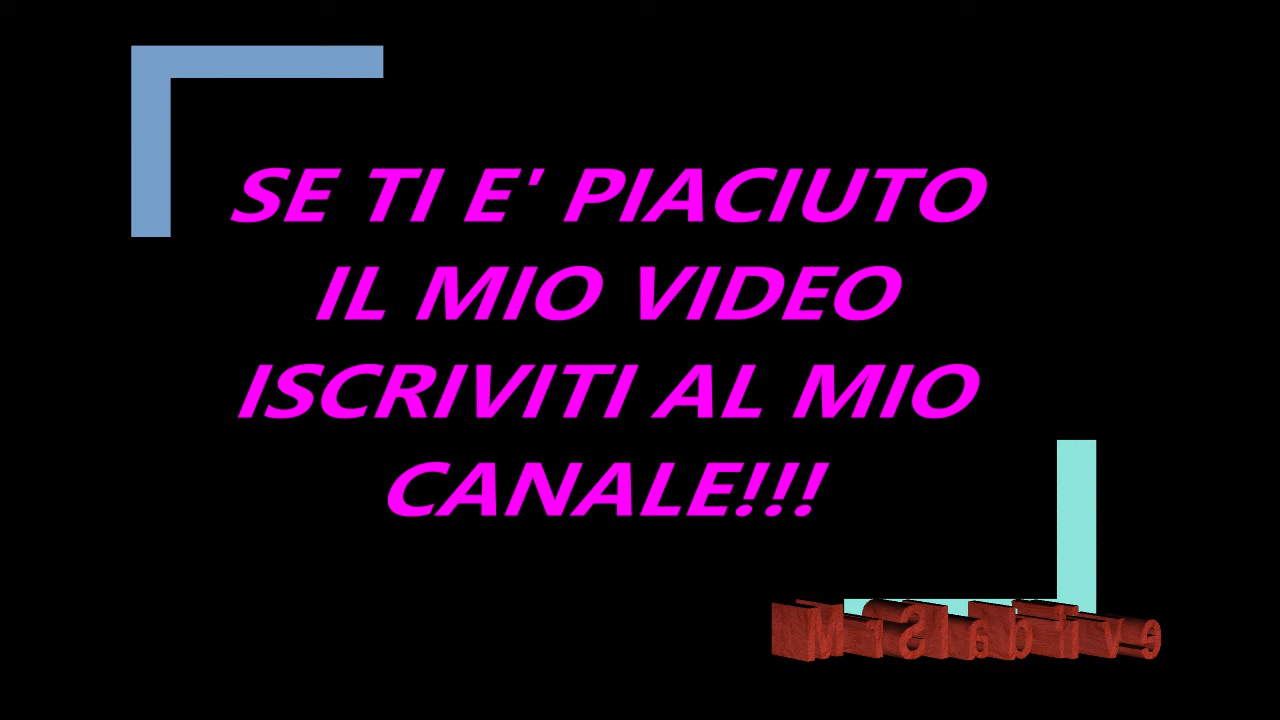 SE TI E' PIACIUTO
IL MIO VIDEO
ISCRIVITI AL MIO
CANALE!!!